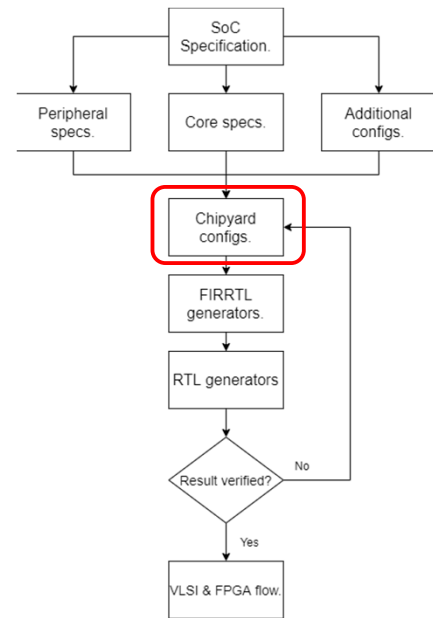 SoC
Specification.
Peripheral
specs.
Core specs.
Additional
configs.
Chipyard
configs.
FIRRTL
generators.
RTL generators
Result verified?
No
Yes
VLSI & FPGA flow.